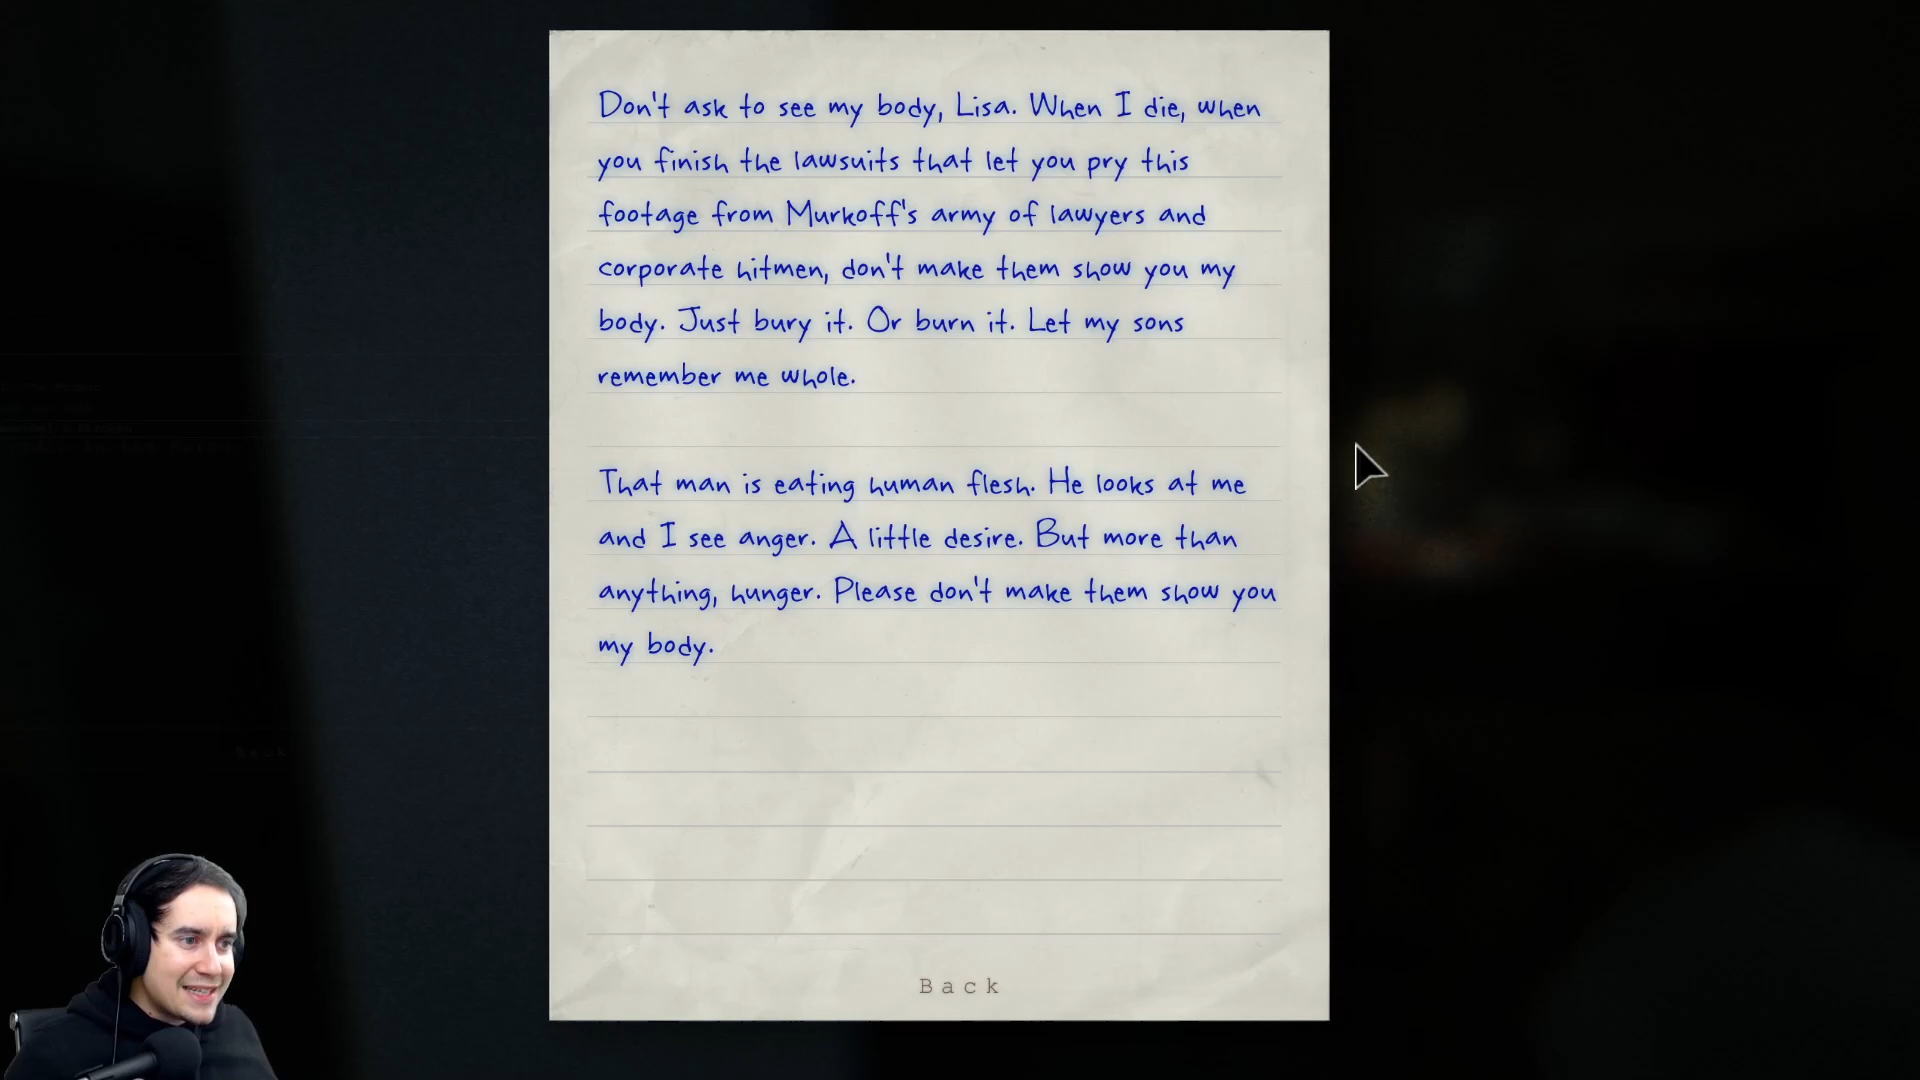 Don't ask to see my body, Lisa. When I die, when
you finish the lawsuits that let you pry this
footage from Murkoff's army of lawyers and
corporate hitmen, don't make them show you my
body. Just bury it. Or burn it. Let my sons
remember me whole.
That man is eating human flesh. He looks at me
and I see anger. A little desire. But more than
anything, hunger. Please don't make them show you
my body.
Back